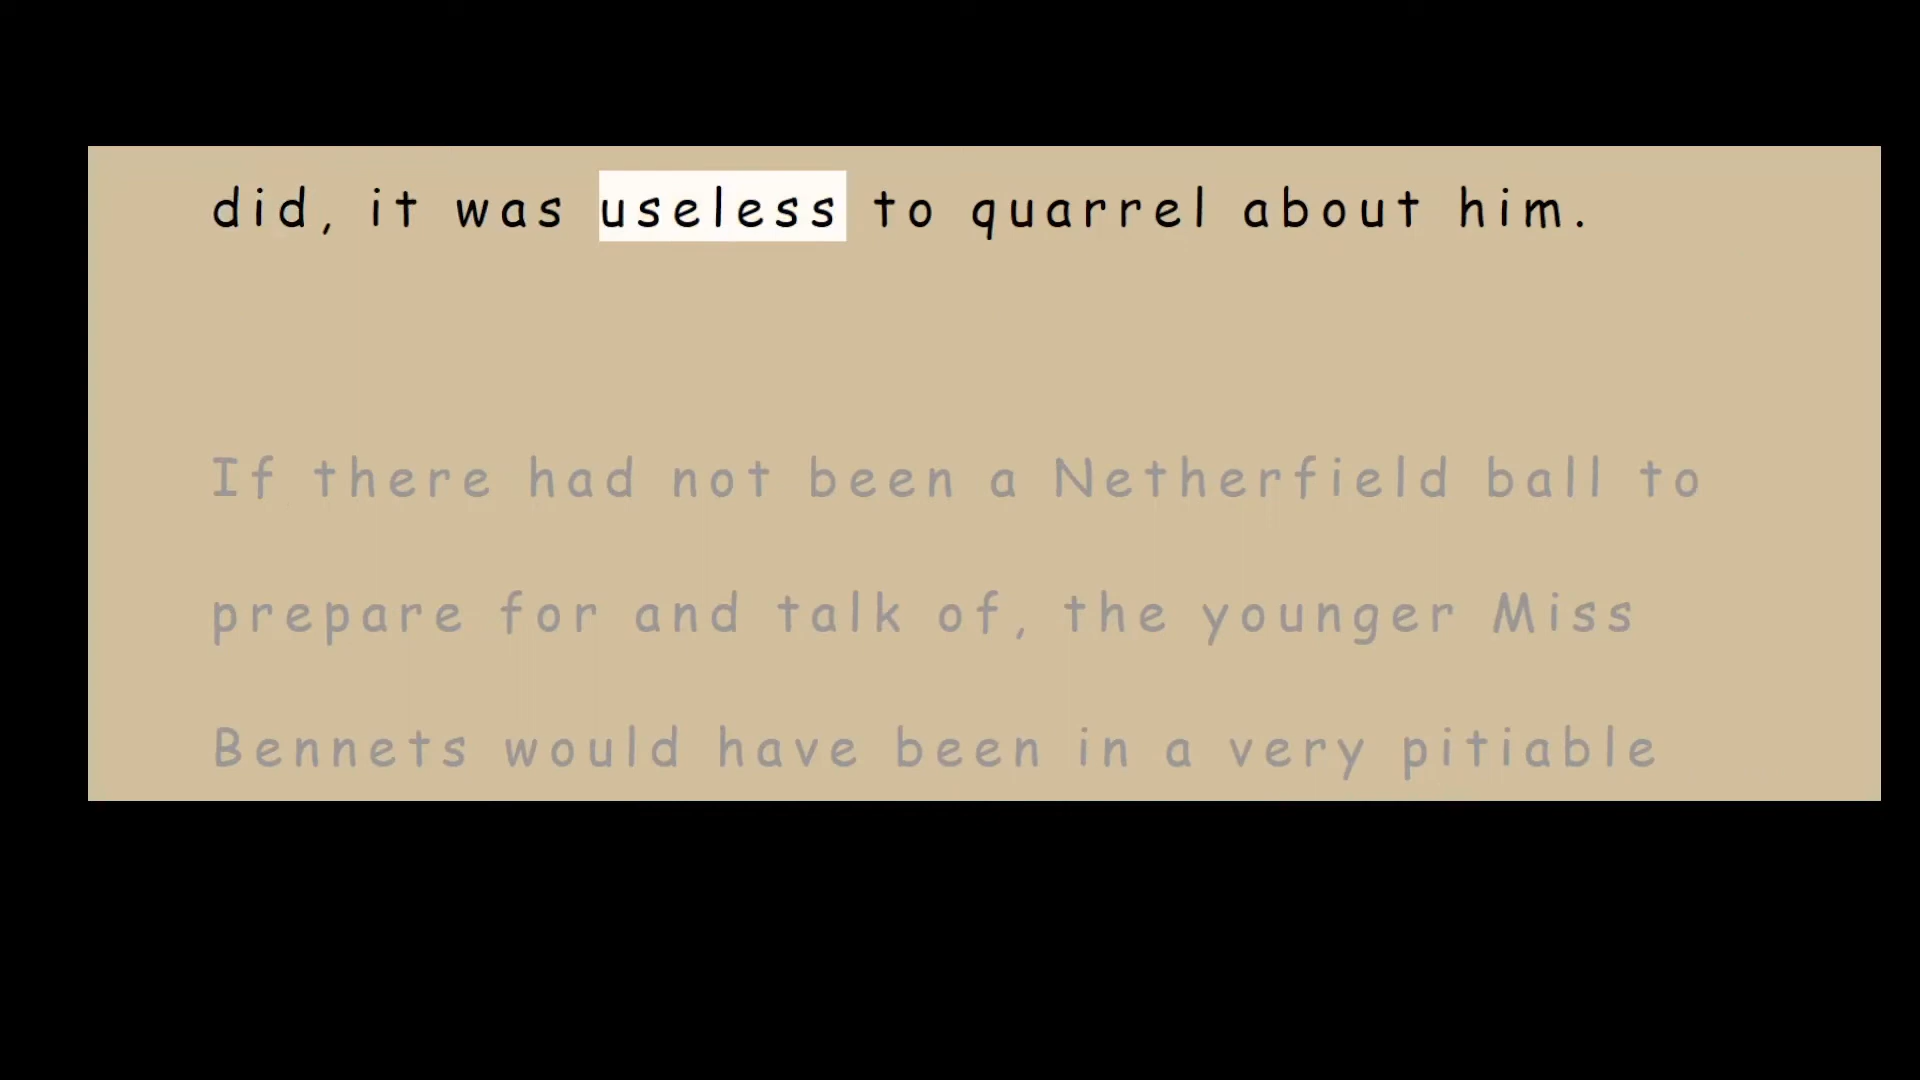 did, it was useless to quarrel about him.
If there had not been a Netherfield ball to
prepare for and talk of, the younger Miss
Bennets would have been in a very pitiable